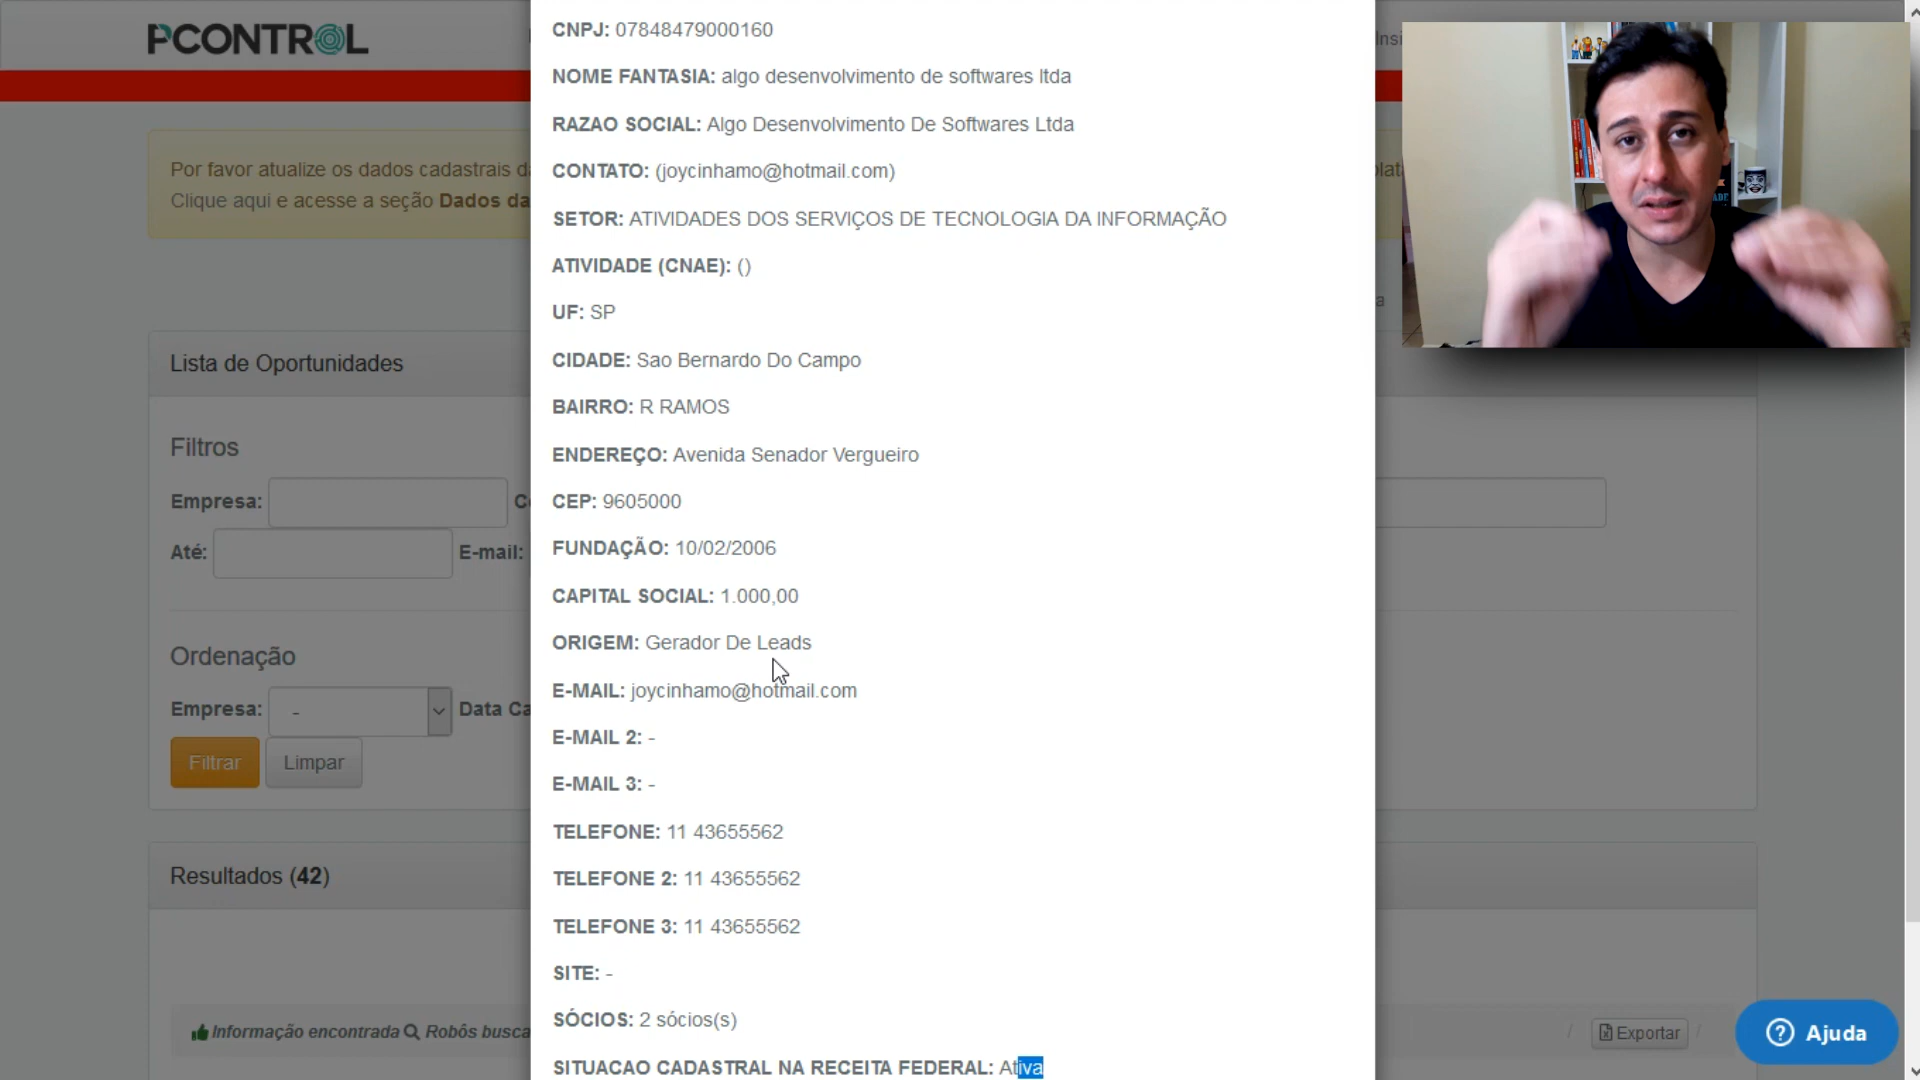 PCONTROL
Insi
Por favor atualize os dados cadastrais d
Clique aqui e acesse a seção Dados da
Lista de Oportunidades
Filtros
Empresa:
Até:
E-mail:
Ordenação
Empresa: -
Data Ca
Filtrar
Limpar
Resultados (42)
Informação encontrada Robôs busca
CNPJ: 07848479000160
NOME FANTASIA: algo desenvolvimento de softwares ltda
RAZAO SOCIAL: Algo Desenvolvimento De Softwares Ltda
CONTATO: (joycinhamo@hotmail.com)
SETOR: ATIVIDADES DOS SERVIÇOS DE TECNOLOGIA DA INFORMAÇÃO
ATIVIDADE (CNAE): ()
UF: SP
CIDADE: Sao Bernardo Do Campo
BAIRRO: R RAMOS
ENDEREÇO: Avenida Senador Vergueiro
CEP: 9605000
FUNDAÇÃO: 10/02/2006
CAPITAL SOCIAL: 1.000,00
ORIGEM: Gerador De Leads
E-MAIL: joycinhamo@hotmail.com
E-MAIL 2: -
E-MAIL 3: -
TELEFONE: 11 43655562
TELEFONE 2: 11 43655562
TELEFONE 3: 11 43655562
SITE: -
SÓCIOS: 2 sócios(s)
SITUACAO CADASTRAL NA RECEITA FEDERAL: Ativa
/ Exportar /
Ajuda